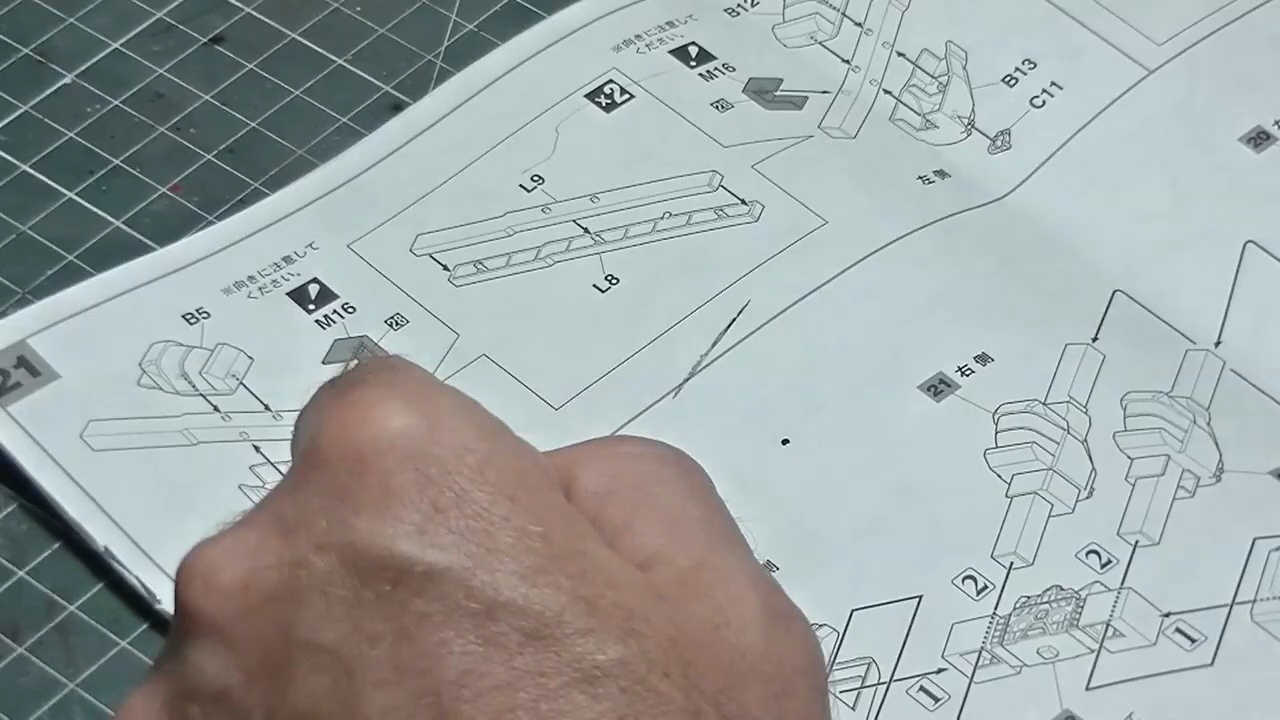 B12
※向きに注意して
ください。
M16
28
B13
C11
×2
L9
左側
20
L8
※向きに注意して
ください。
M16
28
B5
21
21 右側
2
2
1
1